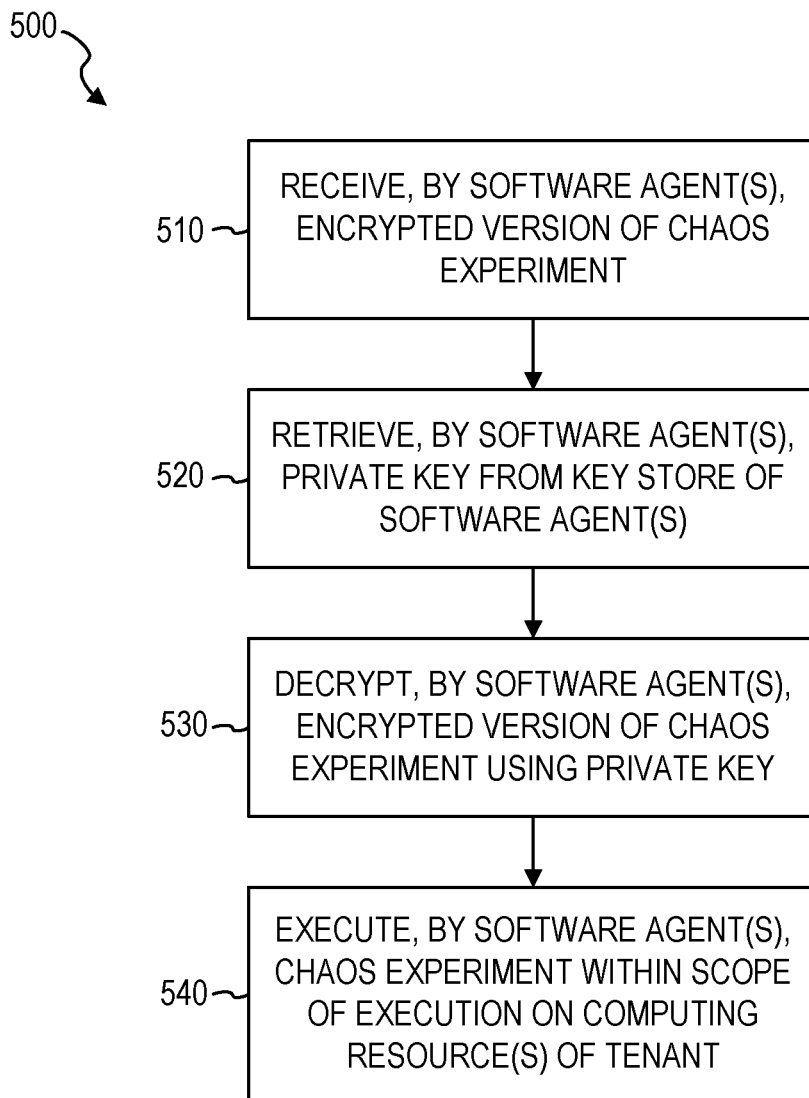 500
510
RECEIVE, BY SOFTWARE AGENT(S),
ENCRYPTED VERSION OF CHAOS
EXPERIMENT
520
RETRIEVE, BY SOFTWARE AGENT(S),
PRIVATE KEY FROM KEY STORE OF
SOFTWARE AGENT(S)
530
DECRYPT, BY SOFTWARE AGENT(S),
ENCRYPTED VERSION OF CHAOS
EXPERIMENT USING PRIVATE KEY
540
EXECUTE, BY SOFTWARE AGENT(S),
CHAOS EXPERIMENT WITHIN SCOPE
OF EXECUTION ON COMPUTING
RESOURCE(S) OF TENANT